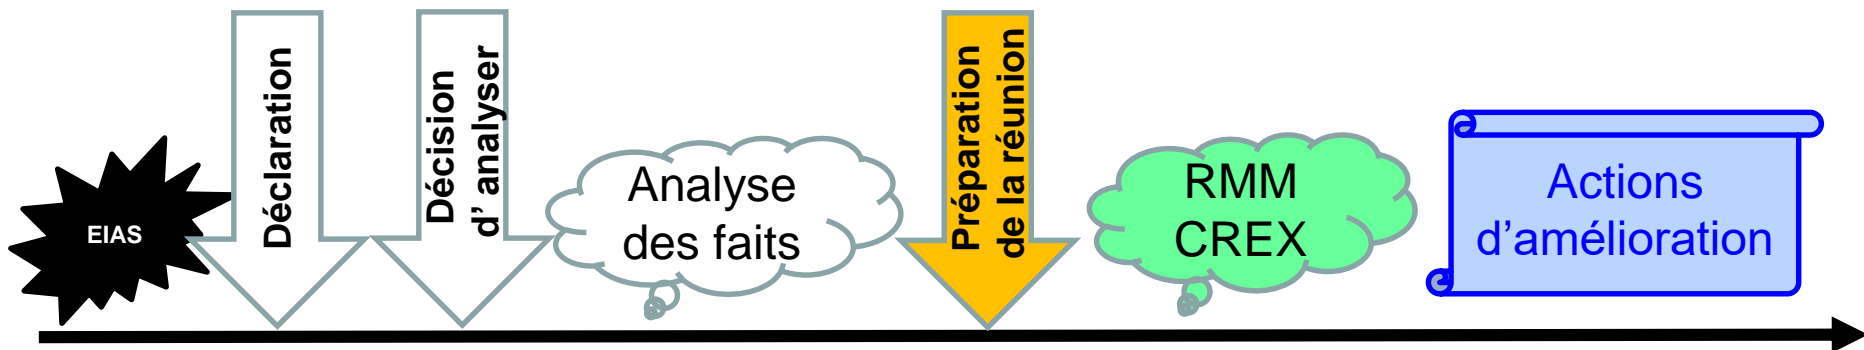 EIAS
Déclaration
Décision
d’ analyser
Analyse
des faits
Préparation
de la réunion
RMM
CREX
Actions
d’amélioration